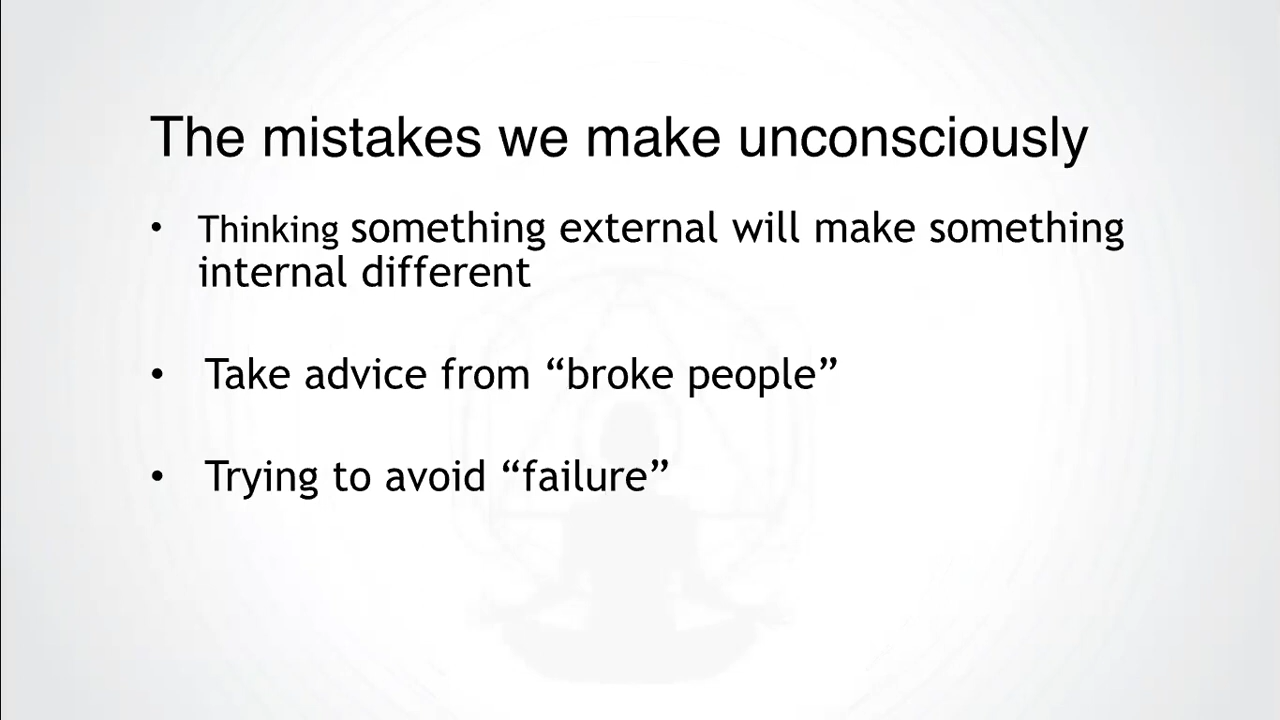 The mistakes we make unconsciously
• Thinking something external will make something
internal different
• Take advice from “broke people”
• Trying to avoid “failure”